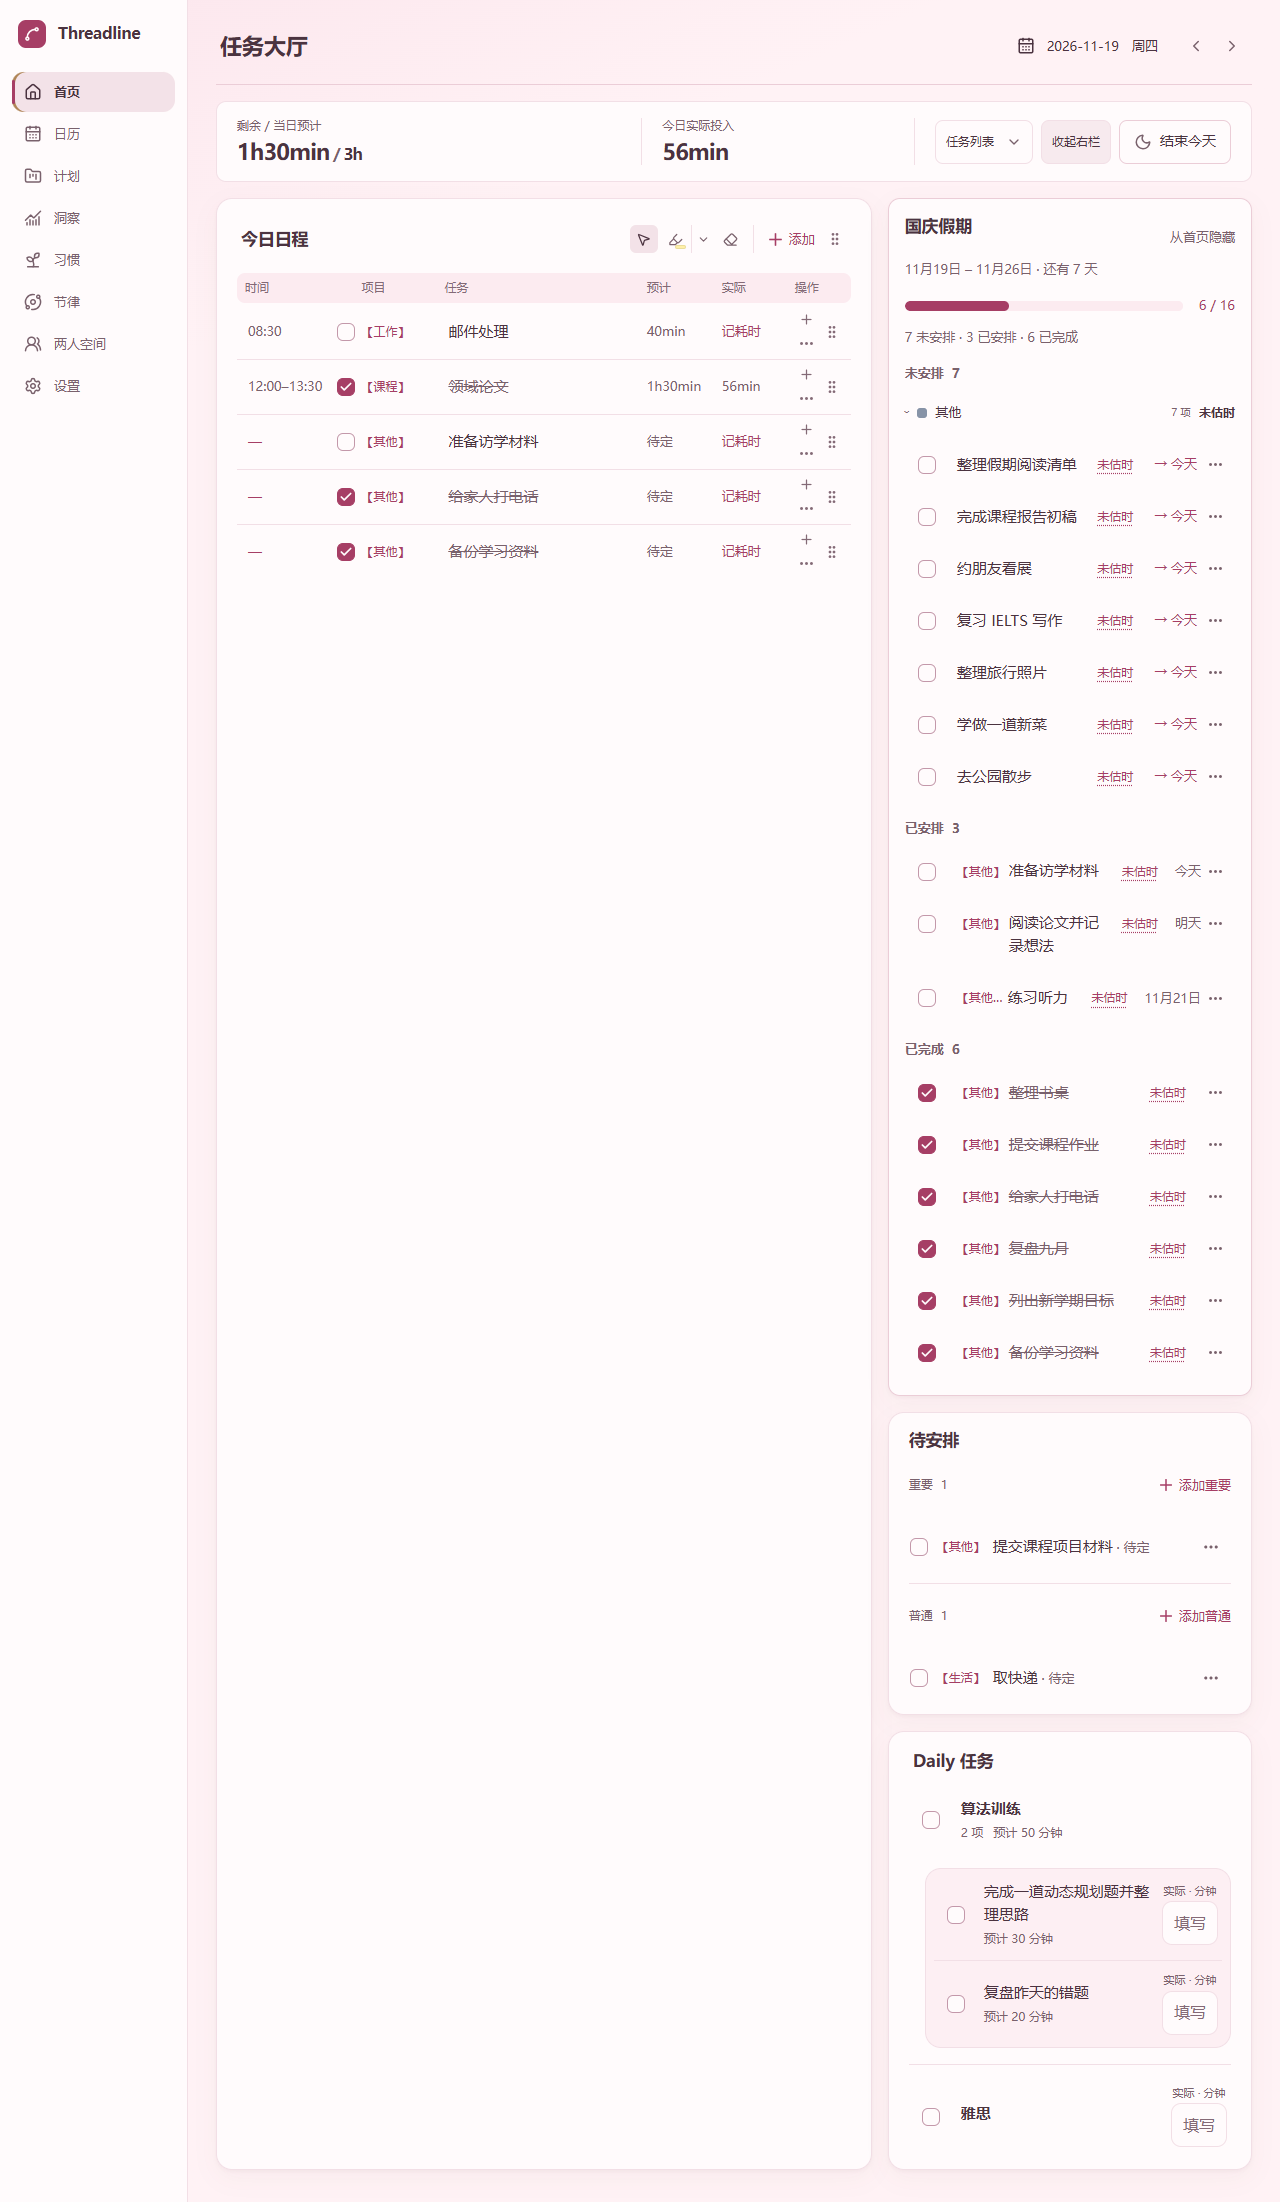 Threadline
首页
日历
计划
洞察
习惯
节律
两人空间
设置
任务大厅
2026-11-19 周四
剩余 / 当日预计
1h30min / 3h
今日实际投入
56min
任务列表
收起右栏
结束今天
今日日程
添加
时间 项目 任务 预计 实际 操作
08:30 【工作】 邮件处理 40min 记耗时
12:00–13:30 【课程】 领域论文 1h30min 56min
— 【其他】 准备访学材料 待定 记耗时
— 【其他】 给家人打电话 待定 记耗时
— 【其他】 备份学习资料 待定 记耗时
国庆假期
从首页隐藏
11月19日 – 11月26日 · 还有 7 天
6 / 16
7 未安排 · 3 已安排 · 6 已完成
未安排 7
其他 7 项 未估时
整理假期阅读清单 未估时 → 今天
完成课程报告初稿 未估时 → 今天
约朋友看展 未估时 → 今天
复习 IELTS 写作 未估时 → 今天
整理旅行照片 未估时 → 今天
学做一道新菜 未估时 → 今天
去公园散步 未估时 → 今天
已安排 3
【其他】 准备访学材料 未估时 今天
【其他】 阅读论文并记 未估时 明天
录想法
【其他... 练习听力 未估时 11月21日
已完成 6
【其他】 整理书桌 未估时
【其他】 提交课程作业 未估时
【其他】 给家人打电话 未估时
【其他】 复盘九月 未估时
【其他】 列出新学期目标 未估时
【其他】 备份学习资料 未估时
待安排
重要 1 添加重要
【其他】 提交课程项目材料 · 待定
普通 1 添加普通
【生活】 取快递 · 待定
Daily 任务
算法训练
2 项 预计 50 分钟
完成一道动态规划题并整
理思路
预计 30 分钟
实际 · 分钟
填写
复盘昨天的错题
预计 20 分钟
实际 · 分钟
填写
雅思
实际 · 分钟
填写